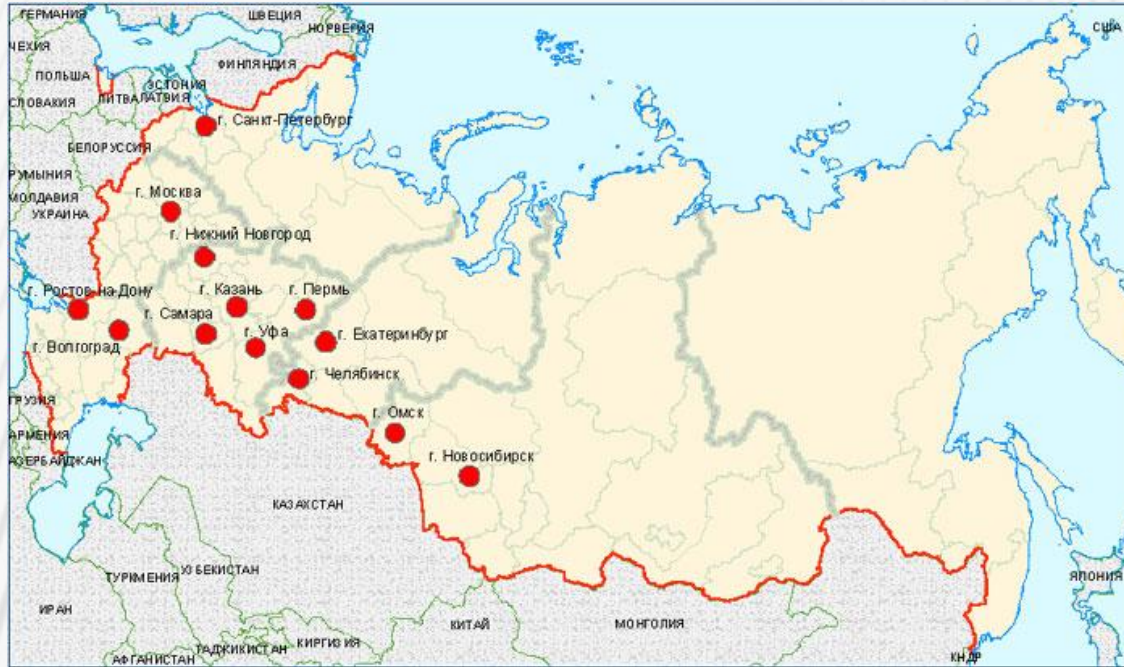 ГЕРМАНИЯ
ШВЕЦИЯ
НОРВЕГИЯ
США
ЧЕХИЯ
ФИНЛЯНДИЯ
ПОЛЬША
ЭСТОНИЯ
СЛОВАКИЯ
ЛИТВА
ЛАТВИЯ
г. Санкт-Петербург
БЕЛОРУССИЯ
РУМЫНИЯ
МОЛДАВИЯ
г. Москва
УКРАИНА
г. Нижний Новгород
г. Ростов-на-Дону
г. Казань
г. Пермь
г. Самара
г. Уфа
г. Екатеринбург
г. Волгоград
г. Челябинск
ГРУЗИЯ
г. Омск
АРМЕНИЯ
АЗЕРБАЙДЖАН
г. Новосибирск
КАЗАХСТАН
УЗБЕКИСТАН
ТУРКМЕНИЯ
ЯПОНИЯ
ИРАН
КИТАЙ
МОНГОЛИЯ
КИРГИЗИЯ
ТАДЖИКИСТАН
АФГАНИСТАН
КНДР